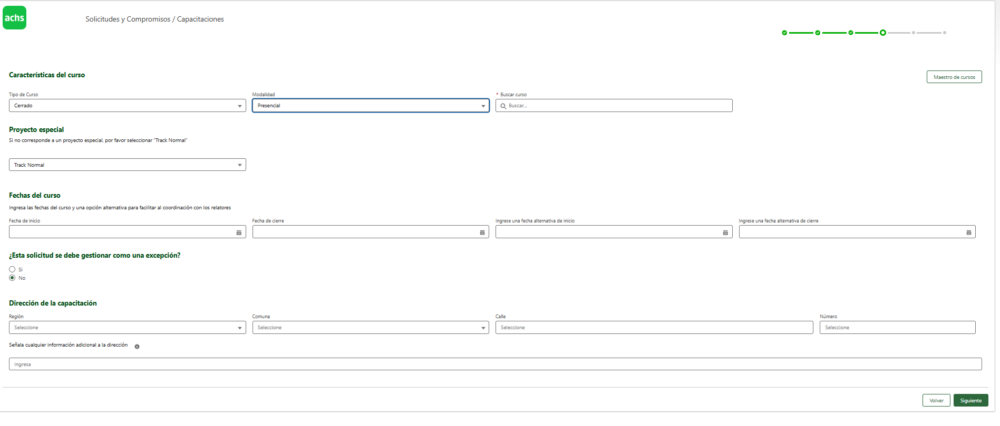 achs
Solicitudes y Compromisos / Capacitaciones
Características del curso
Maestro de cursos
Tipo de Curso
Cerrado
Modalidad
Presencial
* Buscar curso
Buscar...
Proyecto especial
Si no corresponde a un proyecto especial, por favor seleccionar "Track Normal"
Track Normal
Fechas del curso
Ingresa las fechas del curso y una opción alternativa para facilitar al coordinación con los relatores
Fecha de inicio
Fecha de cierre
Ingrese una fecha alternativa de inicio
Ingrese una fecha alternativa de cierre
¿Esta solicitud se debe gestionar como una excepción?
Si
No
Dirección de la capacitación
Región
Seleccione
Comuna
Seleccione
Calle
Seleccione
Número
Seleccione
Señala cualquier información adicional a la dirección
Ingresa
Volver
Siguiente